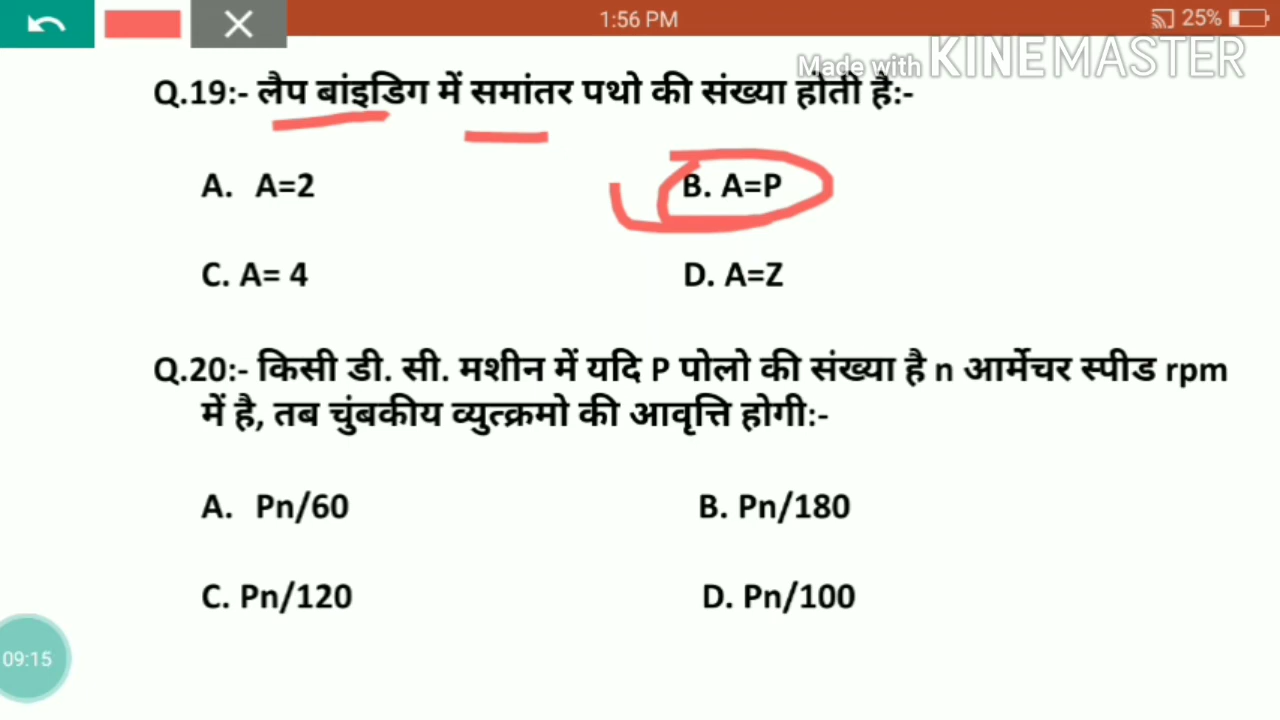 1:56 PM
25%
Made with KINEMASTER
Q.19:- लैप बांइडिग में समांतर पथो की संख्या होती है:-
A. A=2
B. A=P
C. A= 4
D. A=Z
Q.20:- किसी डी. सी. मशीन में यदि P पोलो की संख्या है n आर्मेचर स्पीड rpm
में है, तब चुंबकीय व्युत्क्रमो की आवृत्ति होगी:-
A. Pn/60
B. Pn/180
C. Pn/120
D. Pn/100
09:15